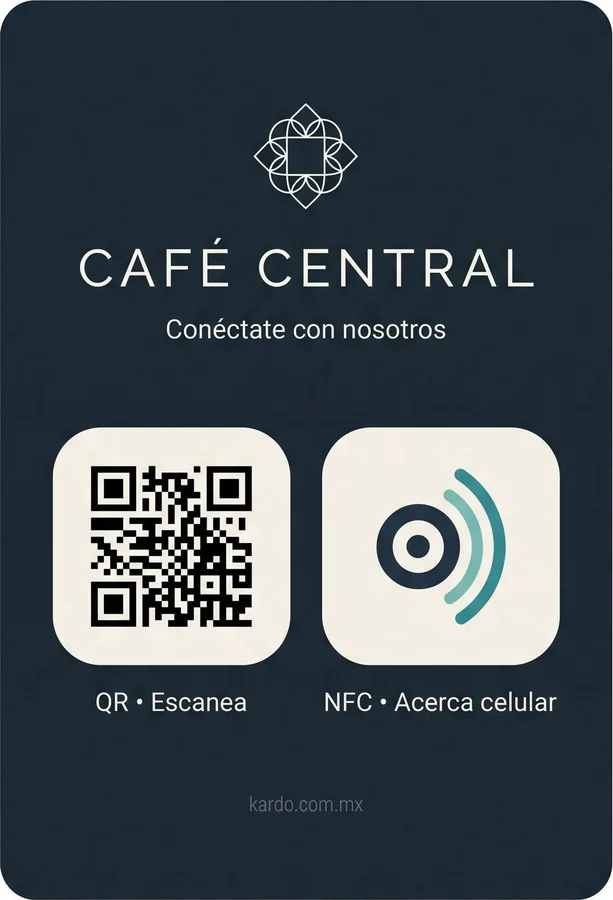 CAFÉ CENTRAL
Conéctate con nosotros
QR • Escanea
NFC • Acerca celular
kardo.com.mx